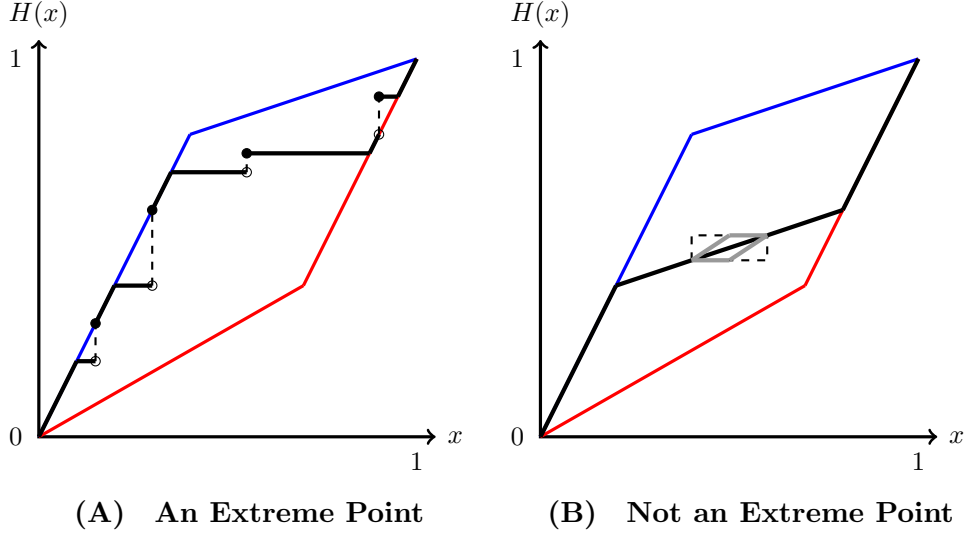 H(x)
1
0
x
1
(A) An Extreme Point
H(x)
1
0
x
1
(B) Not an Extreme Point